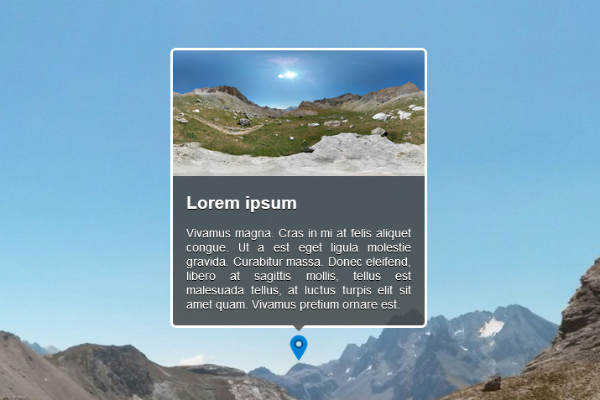 Lorem ipsum
Vivamus magna. Cras in mi at felis aliquet
congue. Ut a est eget ligula molestie
gravida. Curabitur massa. Donec eleifend,
libero at sagittis mollis, tellus est
malesuada tellus, at luctus turpis elit sit
amet quam. Vivamus pretium ornare est.